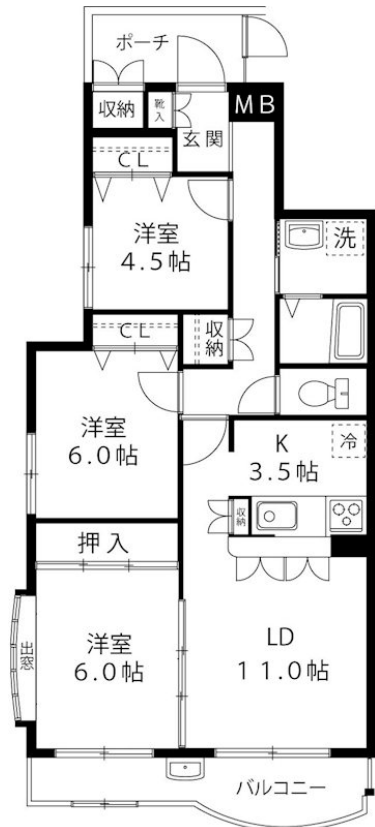 ポーチ
収納
靴入
玄関
MB
CL
洋室
4.5帖
洗
CL
収納
洋室
6.0帖
K
3.5帖
冷
収納
押入
洋室
6.0帖
出窓
LD
11.0帖
バルコニー